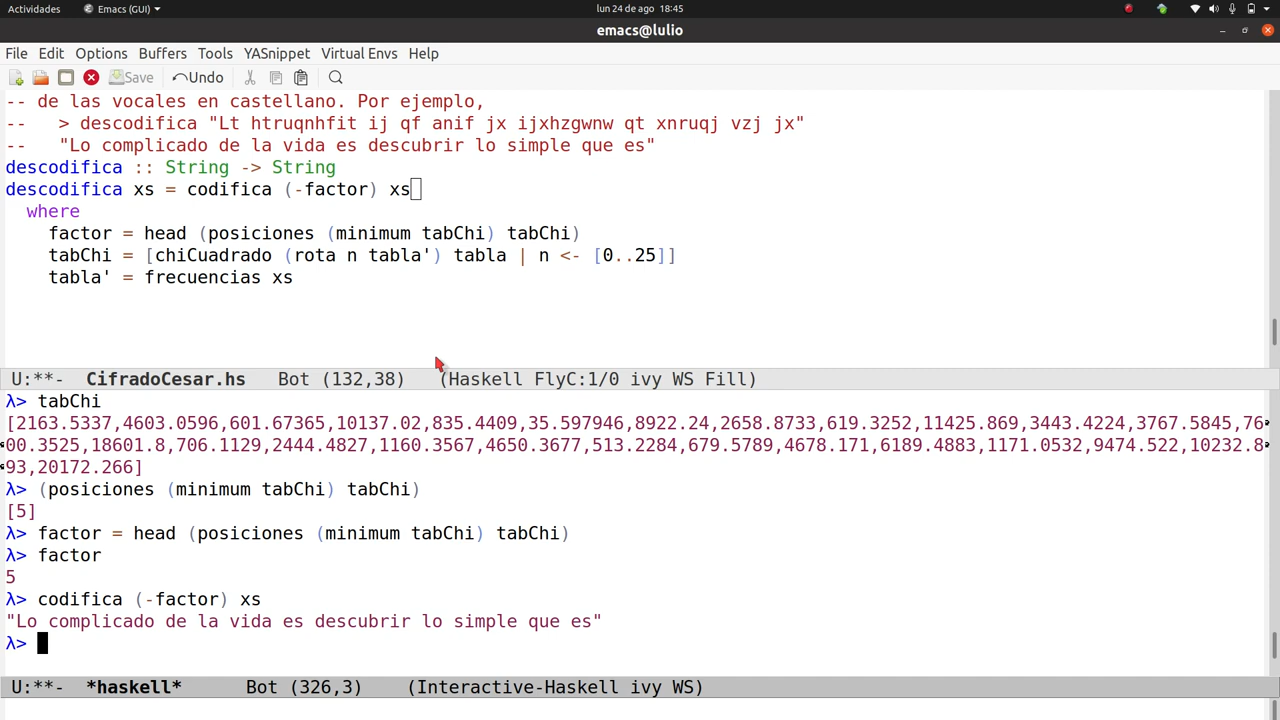 Actividades Emacs (GUI) lun 24 de ago 18:45
emacs@lulio
File Edit Options Buffers Tools YASnippet Virtual Envs Help
Save Undo
-- de las vocales en castellano. Por ejemplo,
--   > descodifica "Lt htruqnhfit ij qf anif jx ijxhzgwnw qt xnruqj vzj jx"
--   "Lo complicado de la vida es descubrir lo simple que es"
descodifica :: String -> String
descodifica xs = codifica (-factor) xs
  where
    factor = head (posiciones (minimum tabChi) tabChi)
    tabChi = [chiCuadrado (rota n tabla') tabla | n <- [0..25]]
    tabla' = frecuencias xs
U:**-  CifradoCesar.hs   Bot (132,38)   (Haskell FlyC:1/0 ivy WS Fill)
λ> tabChi
[2163.5337,4603.0596,601.67365,10137.02,835.4409,35.597946,8922.24,2658.8733,619.3252,11425.869,3443.4224,3767.5845,76
00.3525,18601.8,706.1129,2444.4827,1160.3567,4650.3677,513.2284,679.5789,4678.171,6189.4883,1171.0532,9474.522,10232.8
93,20172.266]
λ> (posiciones (minimum tabChi) tabChi)
[5]
λ> factor = head (posiciones (minimum tabChi) tabChi)
λ> factor
5
λ> codifica (-factor) xs
"Lo complicado de la vida es descubrir lo simple que es"
λ>
U:**-  *haskell*      Bot (326,3)    (Interactive-Haskell ivy WS)